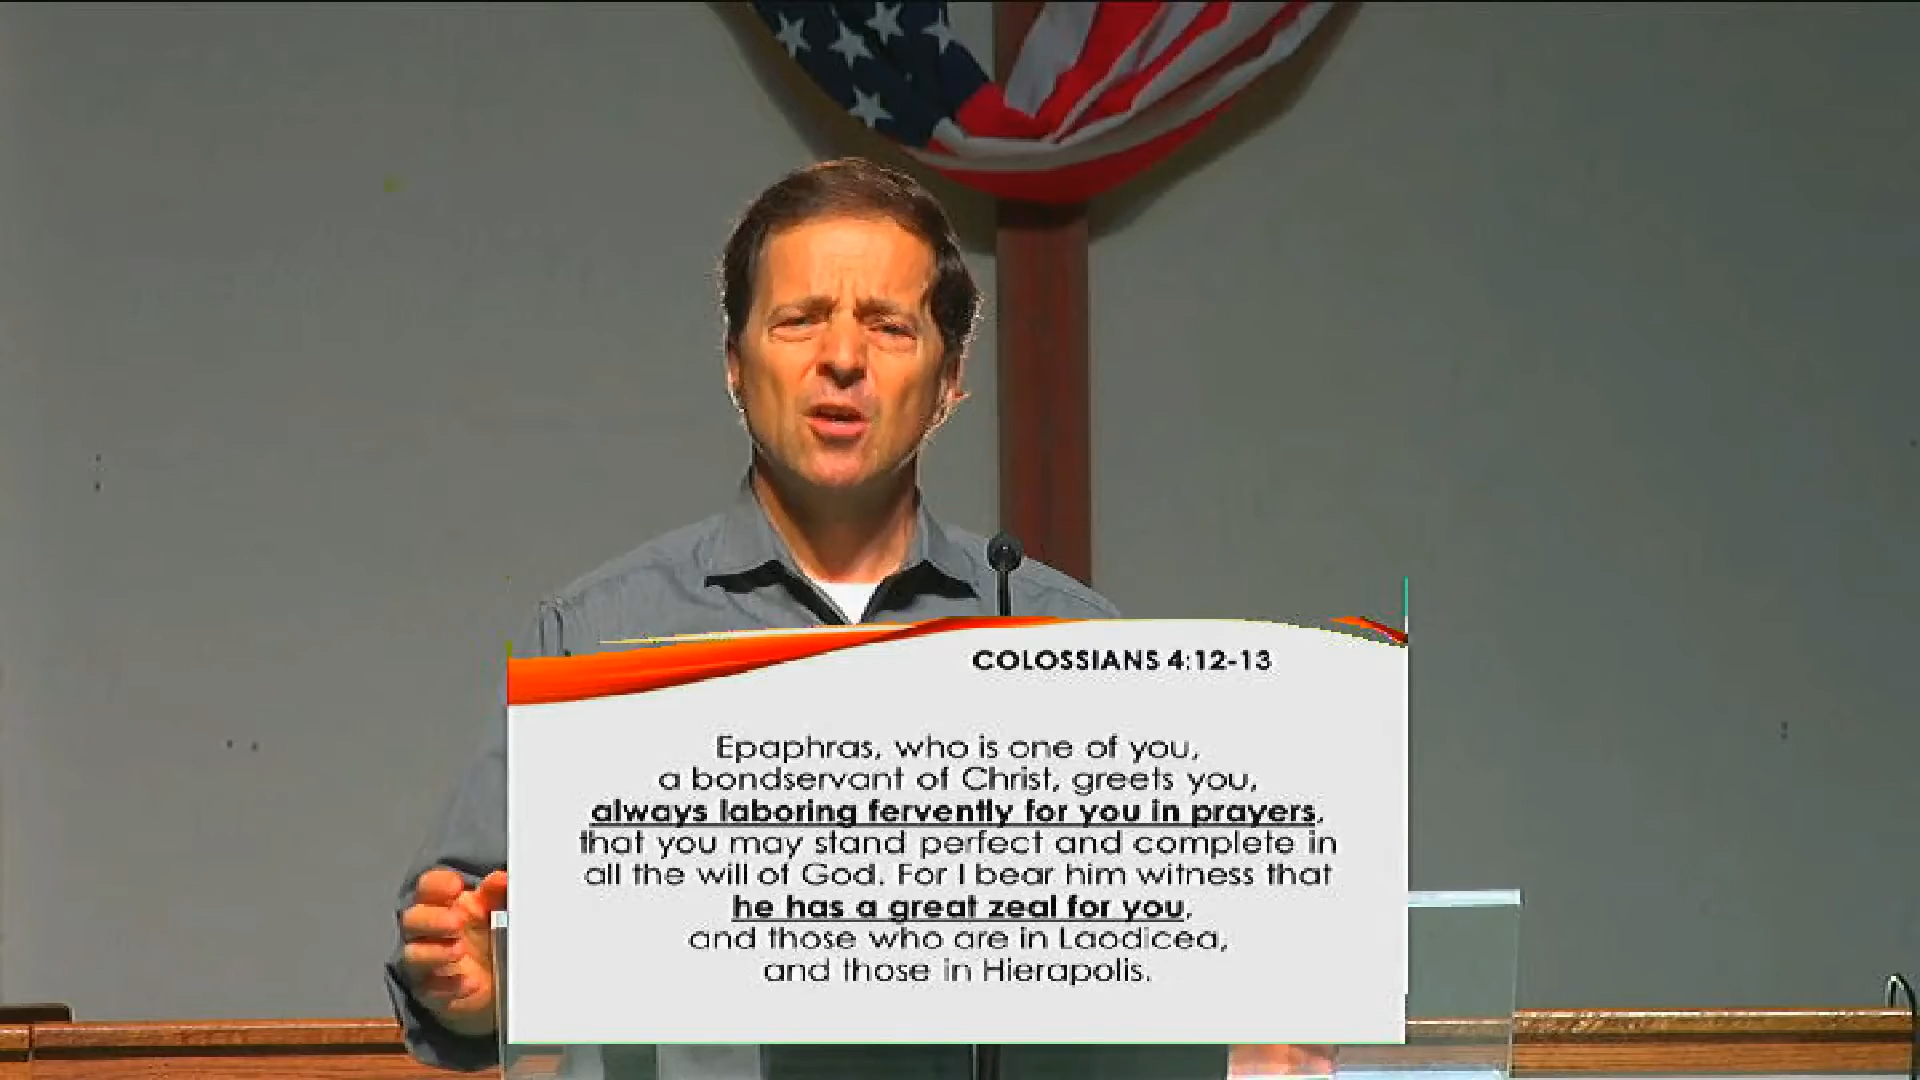 COLOSSIANS 4:12-13
Epaphras, who is one of you,
a bondservant of Christ, greets you,
always laboring fervently for you in prayers,
that you may stand perfect and complete in
all the will of God. For I bear him witness that
he has a great zeal for you,
and those who are in Laodicea,
and those in Hierapolis.